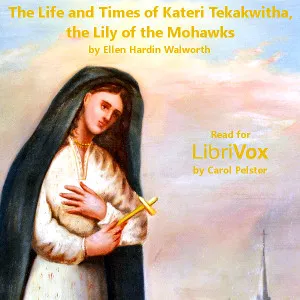 The Life and Times of Kateri Tekakwitha,
the Lily of the Mohawks
by Ellen Hardin Walworth
Read for
LibriVox
by Carol Pelster